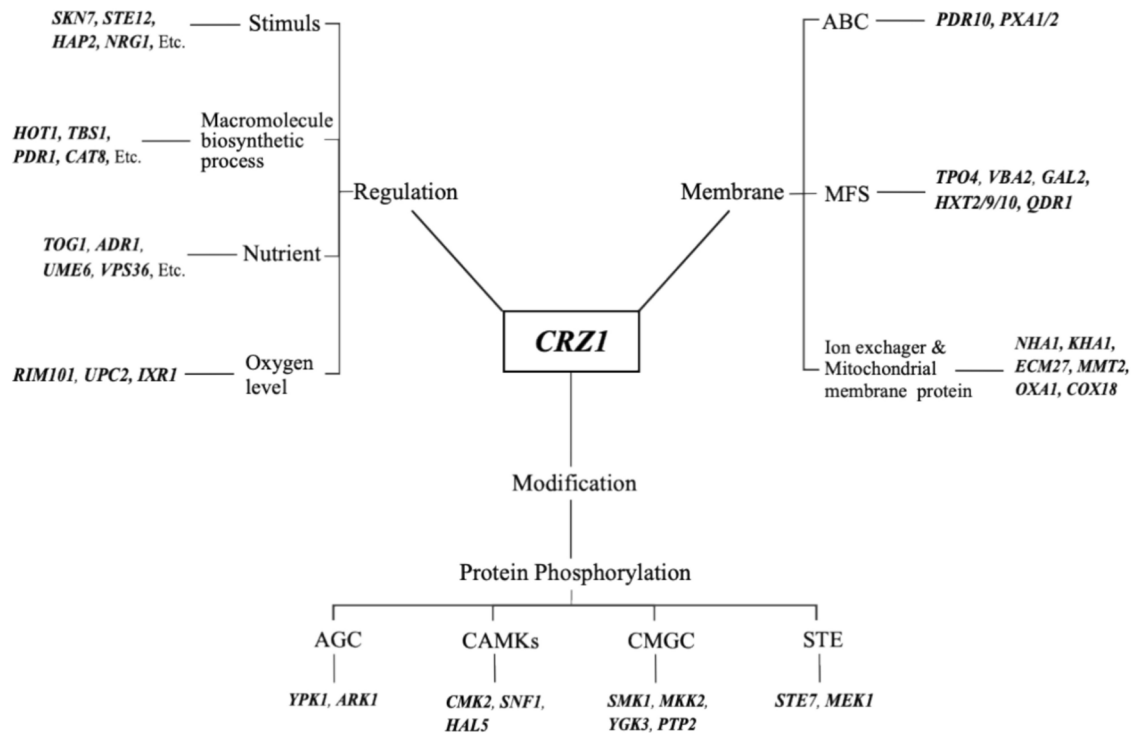 SKN7, STE12,
HAP2, NRG1, Etc.
Stimuls
HOT1, TBS1,
PDR1, CAT8, Etc.
Macromolecule
biosynthetic
process
Regulation
TOG1, ADR1,
UME6, VPS36, Etc.
Nutrient
RIM101, UPC2, IXR1
Oxygen
level
CRZ1
Membrane
ABC
PDR10, PXA1/2
MFS
TPO4, VBA2, GAL2,
HXT2/9/10, QDR1
Ion exchager &
Mitochondrial
membrane protein
NHA1, KHA1,
ECM27, MMT2,
OXA1, COX18
Modification
Protein Phosphorylation
AGC
CAMKs
CMGC
STE
YPK1, ARK1
CMK2, SNF1,
HAL5
SMK1, MKK2,
YGK3, PTP2
STE7, MEK1